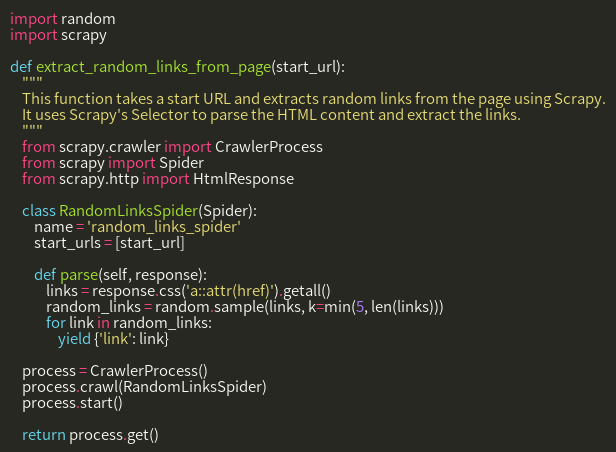 import random
import scrapy

def extract_random_links_from_page(start_url):
    """
    This function takes a start URL and extracts random links from the page using Scrapy.
    It uses Scrapy's Selector to parse the HTML content and extract the links.
    """
    from scrapy.crawler import CrawlerProcess
    from scrapy import Spider
    from scrapy.http import HtmlResponse

    class RandomLinksSpider(Spider):
        name = 'random_links_spider'
        start_urls = [start_url]

        def parse(self, response):
            links = response.css('a::attr(href)').getall()
            random_links = random.sample(links, k=min(5, len(links)))
            for link in random_links:
                yield {'link': link}

    process = CrawlerProcess()
    process.crawl(RandomLinksSpider)
    process.start()

    return process.get()